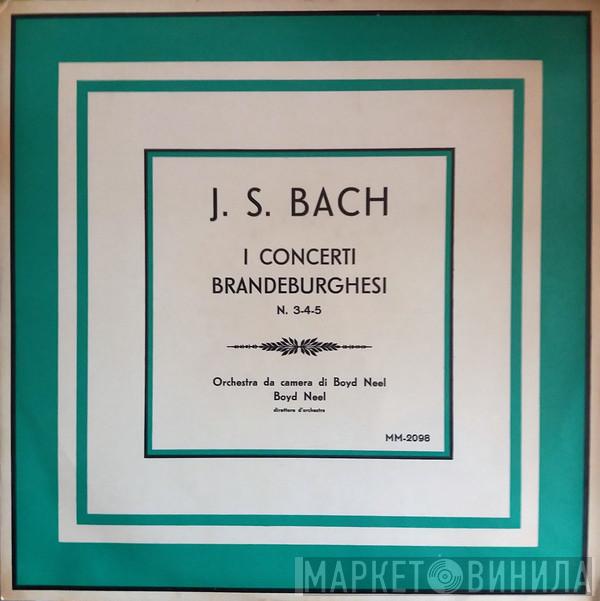 J. S. BACH
I CONCERTI
BRANDEBURGHESI
N. 3-4-5
Orchestra da camera di Boyd Neel
Boyd Neel
direttore d'orchestra
MM-2098
МАРКЕТ ВИНИЛА